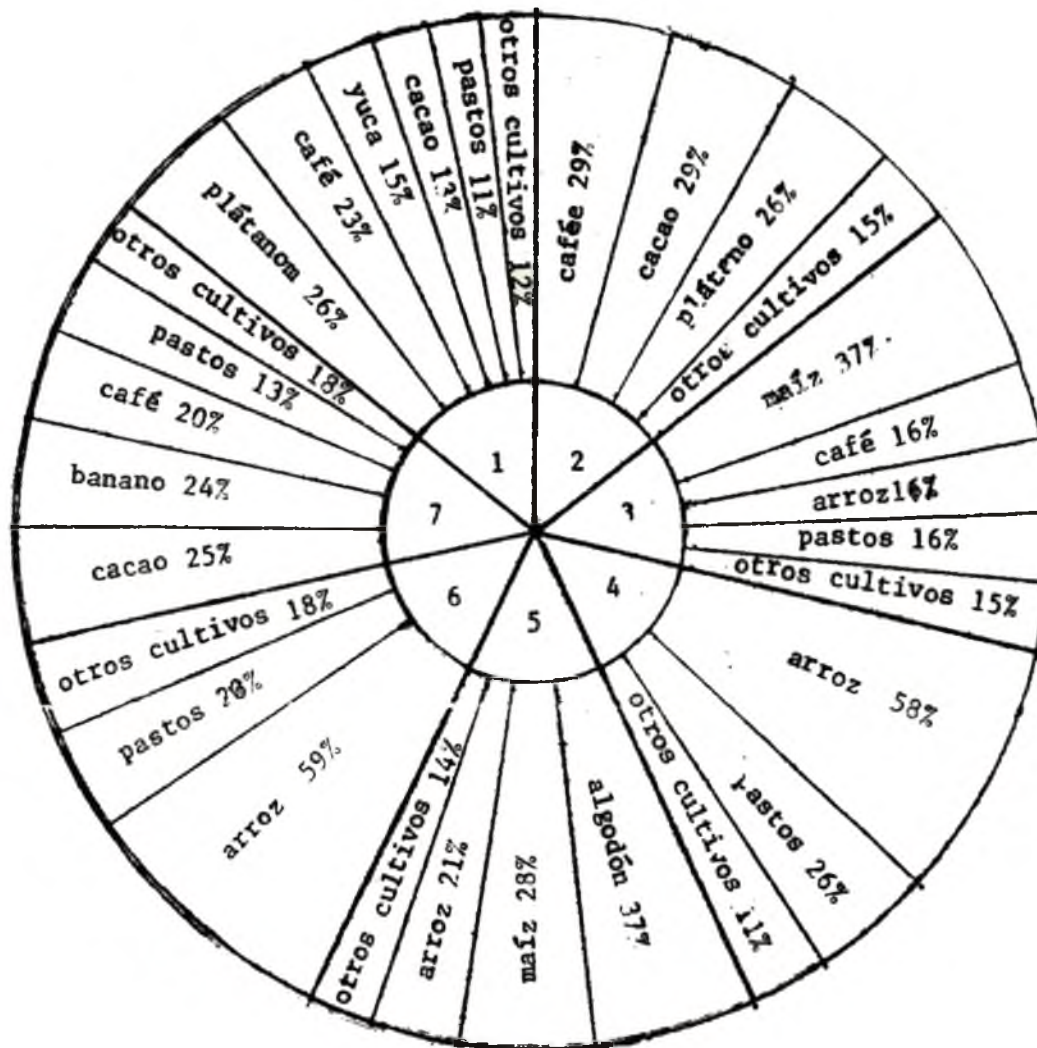 otros cultivos 12%
pastos 11%
cacao 13%
yuca 15%
café 23%
plátanom 26%
cafée 29%
cacao 29%
pláteno 26%
otros cultivos 15%
maíz 37%.
café 16%
arroz16%
pastos 16%
otros cultivos 15%
arroz 58%
pastos 26%
otros cultivos 11%
algodón 37%
maíz 28%
arroz 21%
otros cultivos 14%
arroz 59%
pastos
otros cultivos 18%
cacao 25%
banano 24%
café 20%
pastos 13%
otros cultivos 18%
1
2
3
4
5
6
7